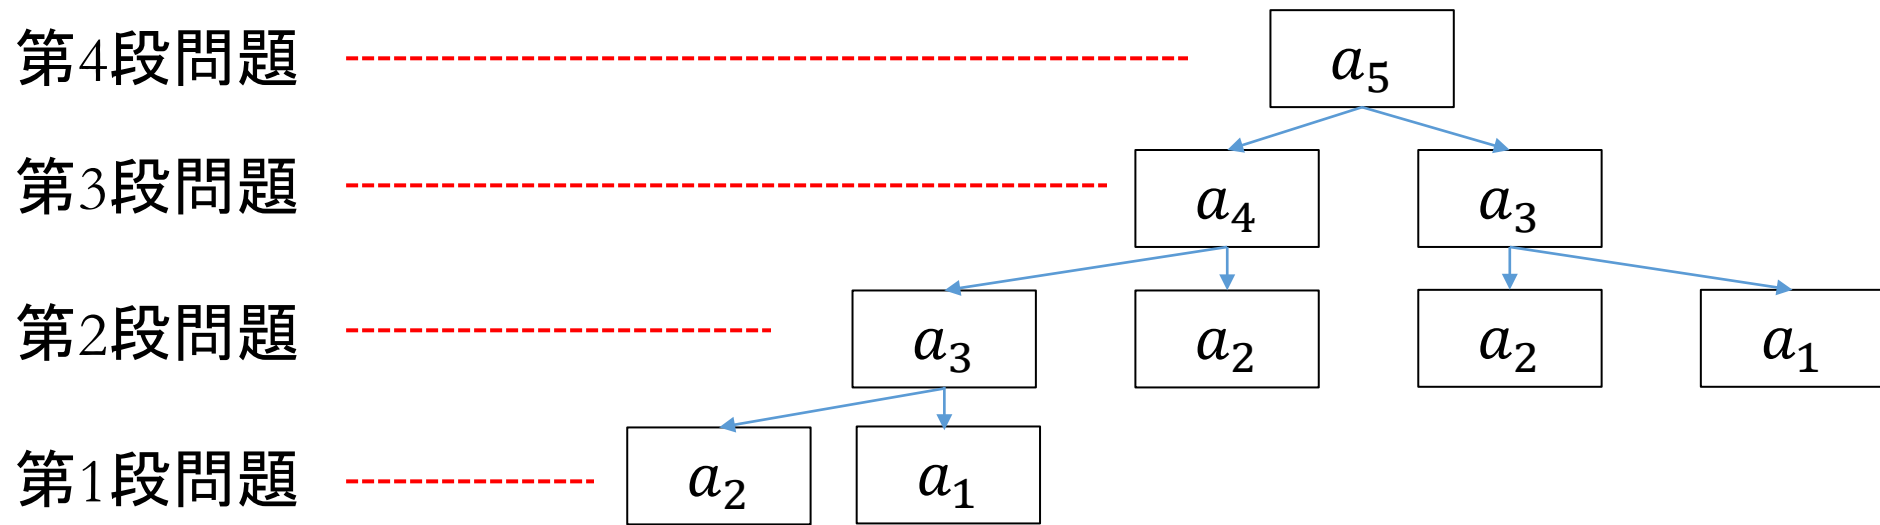 第4段問題 a₅
第3段問題 a₄ a₃
第2段問題 a₃ a₂ a₂ a₁
第1段問題 a₂ a₁